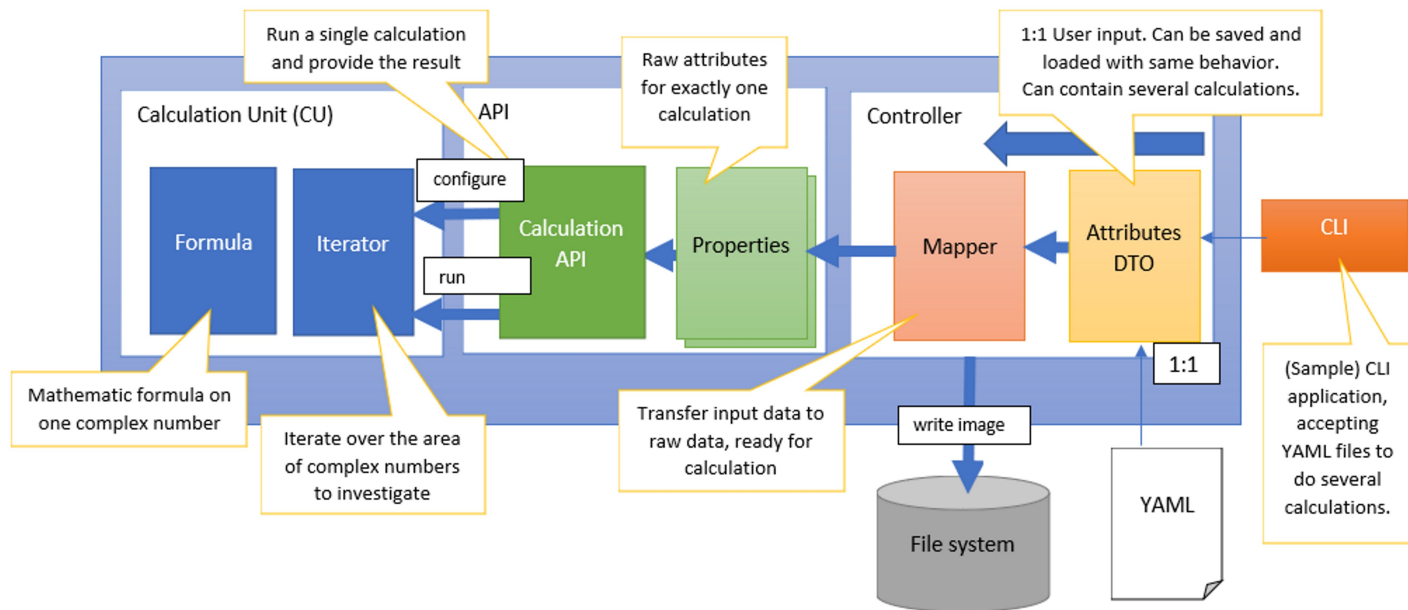 Run a single calculation
and provide the result
Raw attributes
for exactly one
calculation
1:1 User input. Can be saved and
loaded with same behavior.
Can contain several calculations.
Calculation Unit (CU)
API
Controller
configure
Formula
Iterator
Calculation
API
Properties
Mapper
Attributes
DTO
CLI
run
1:1
Mathematic formula on
one complex number
Iterate over the area
of complex numbers
to investigate
Transfer input data to
raw data, ready for
calculation
write image
File system
YAML
(Sample) CLI
application,
accepting
YAML files to
do several
calculations.